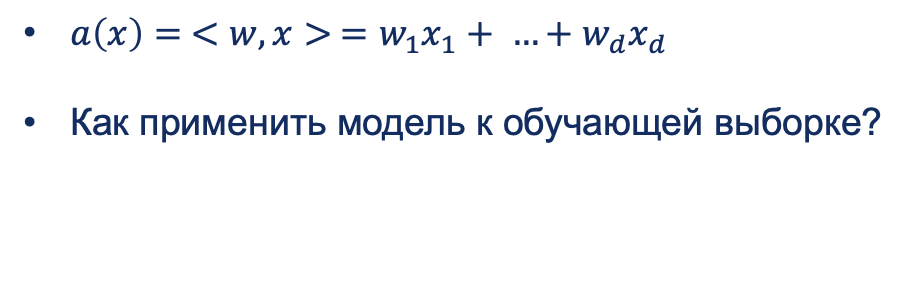 • a(x) = < w, x > = w₁x₁ + … + w_d x_d
• Как применить модель к обучающей выборке?